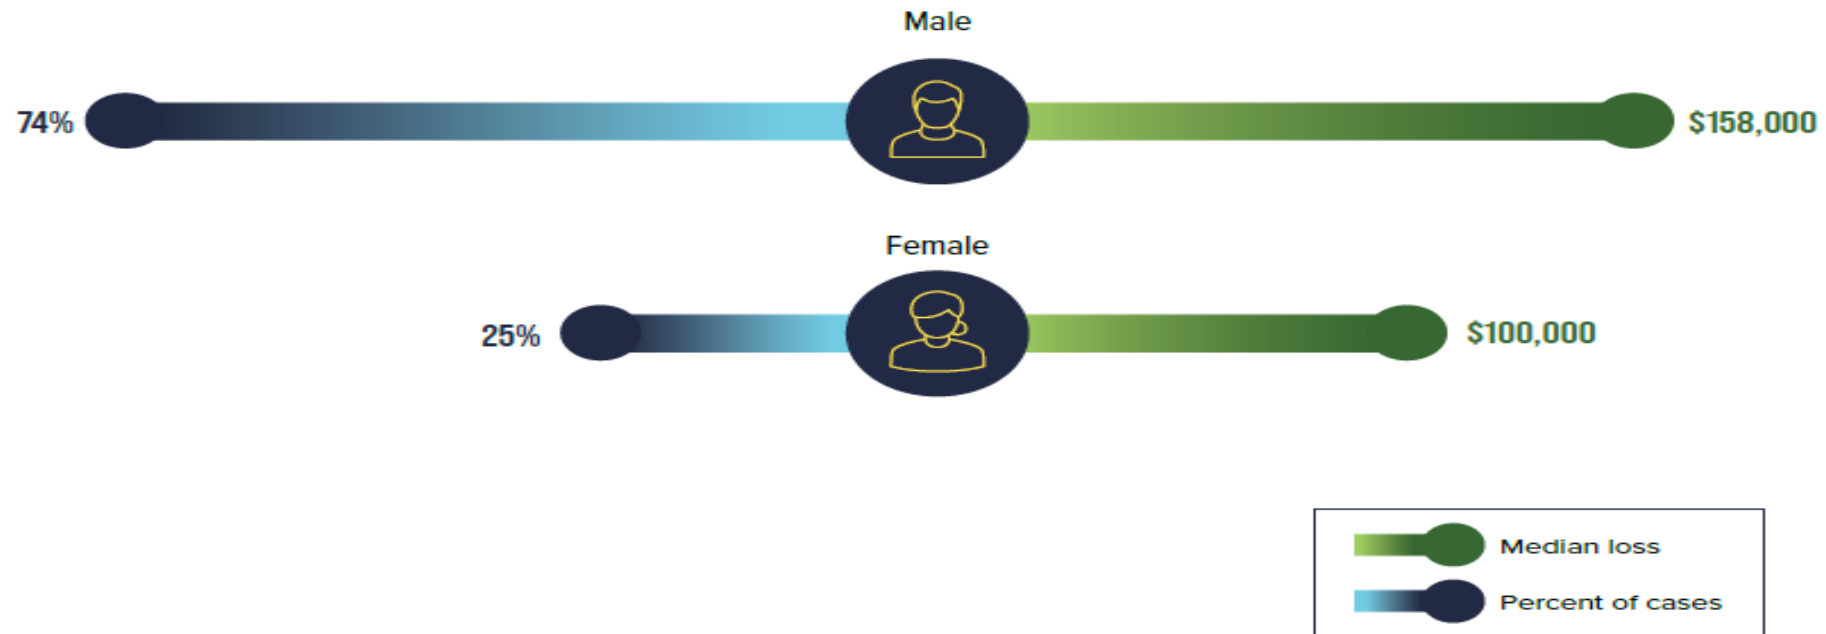 Male
74%
$158,000
Female
25%
$100,000
Median loss
Percent of cases